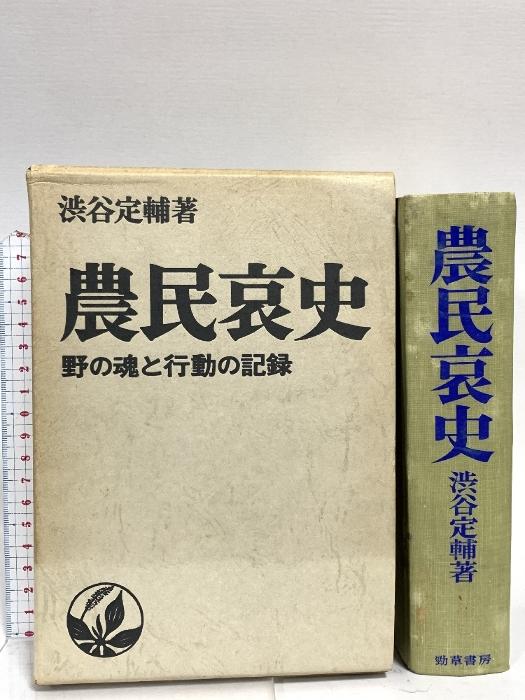 渋谷定輔著
農民哀史
野の魂と行動の記録
農民哀史
渋谷定輔著
勁草書房